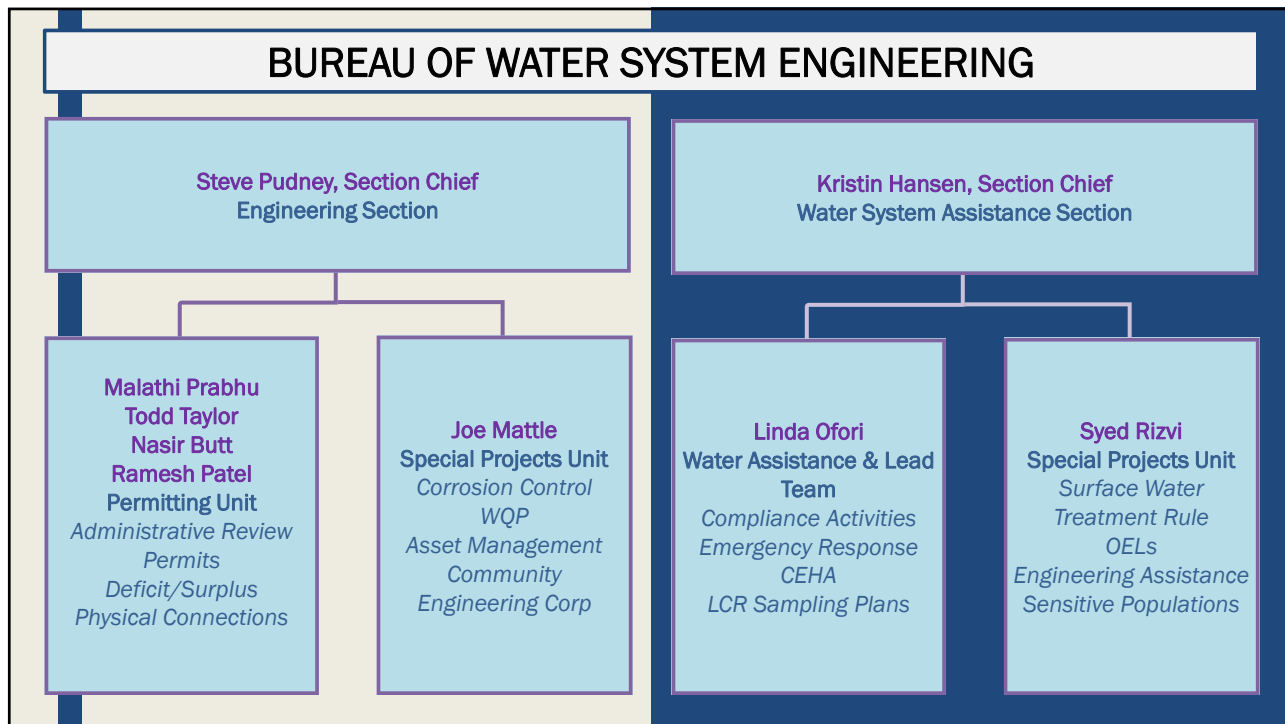 BUREAU OF WATER SYSTEM ENGINEERING
Steve Pudney, Section Chief
Engineering Section
Kristin Hansen, Section Chief
Water System Assistance Section
Malathi Prabhu
Todd Taylor
Nasir Butt
Ramesh Patel
Permitting Unit
Administrative Review
Permits
Deficit/Surplus
Physical Connections
Joe Mattle
Special Projects Unit
Corrosion Control
WQP
Asset Management
Community
Engineering Corp
Linda Ofori
Water Assistance & Lead
Team
Compliance Activities
Emergency Response
CEHA
LCR Sampling Plans
Syed Rizvi
Special Projects Unit
Surface Water
Treatment Rule
OELs
Engineering Assistance
Sensitive Populations